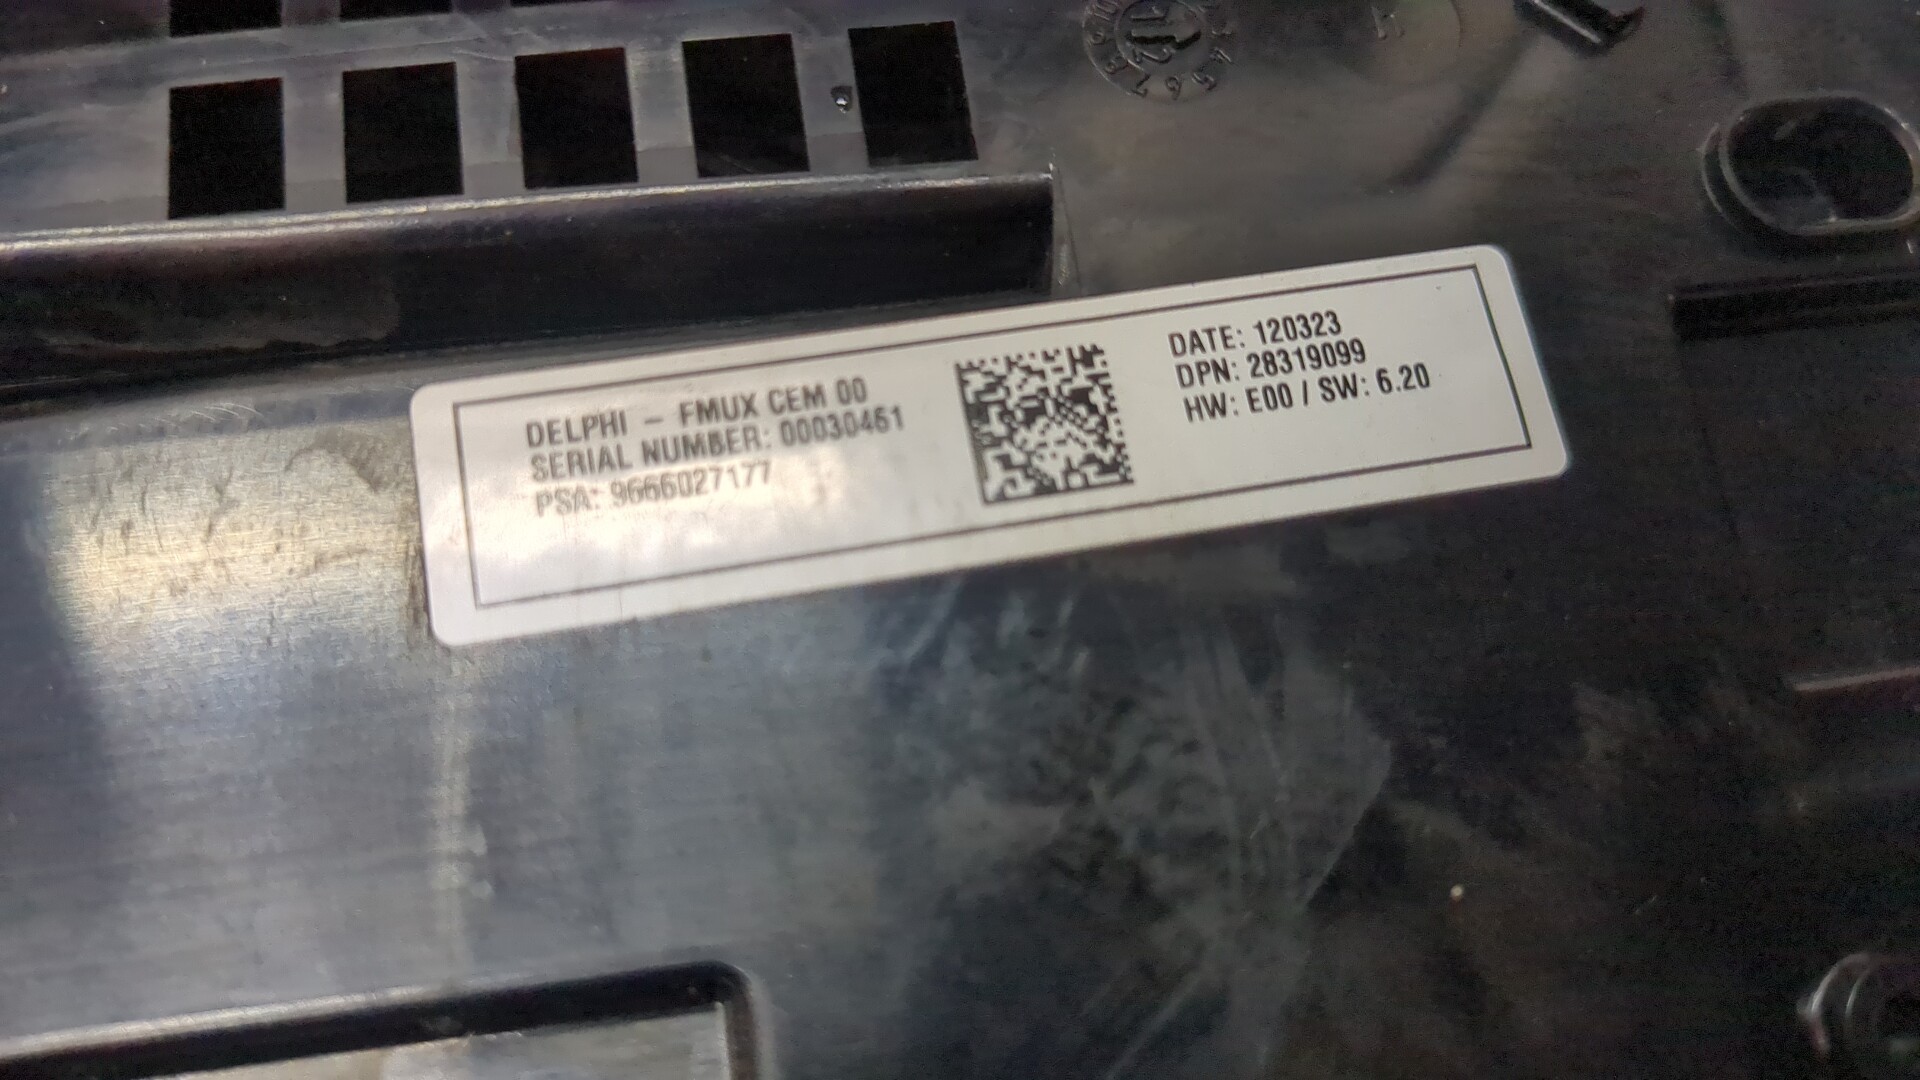 DELPHI - FMUX CEM 00
SERIAL NUMBER: 00030461
PSA: 9666027177
DATE: 120323
DPN: 28319099
HW: E00 / SW: 6.20